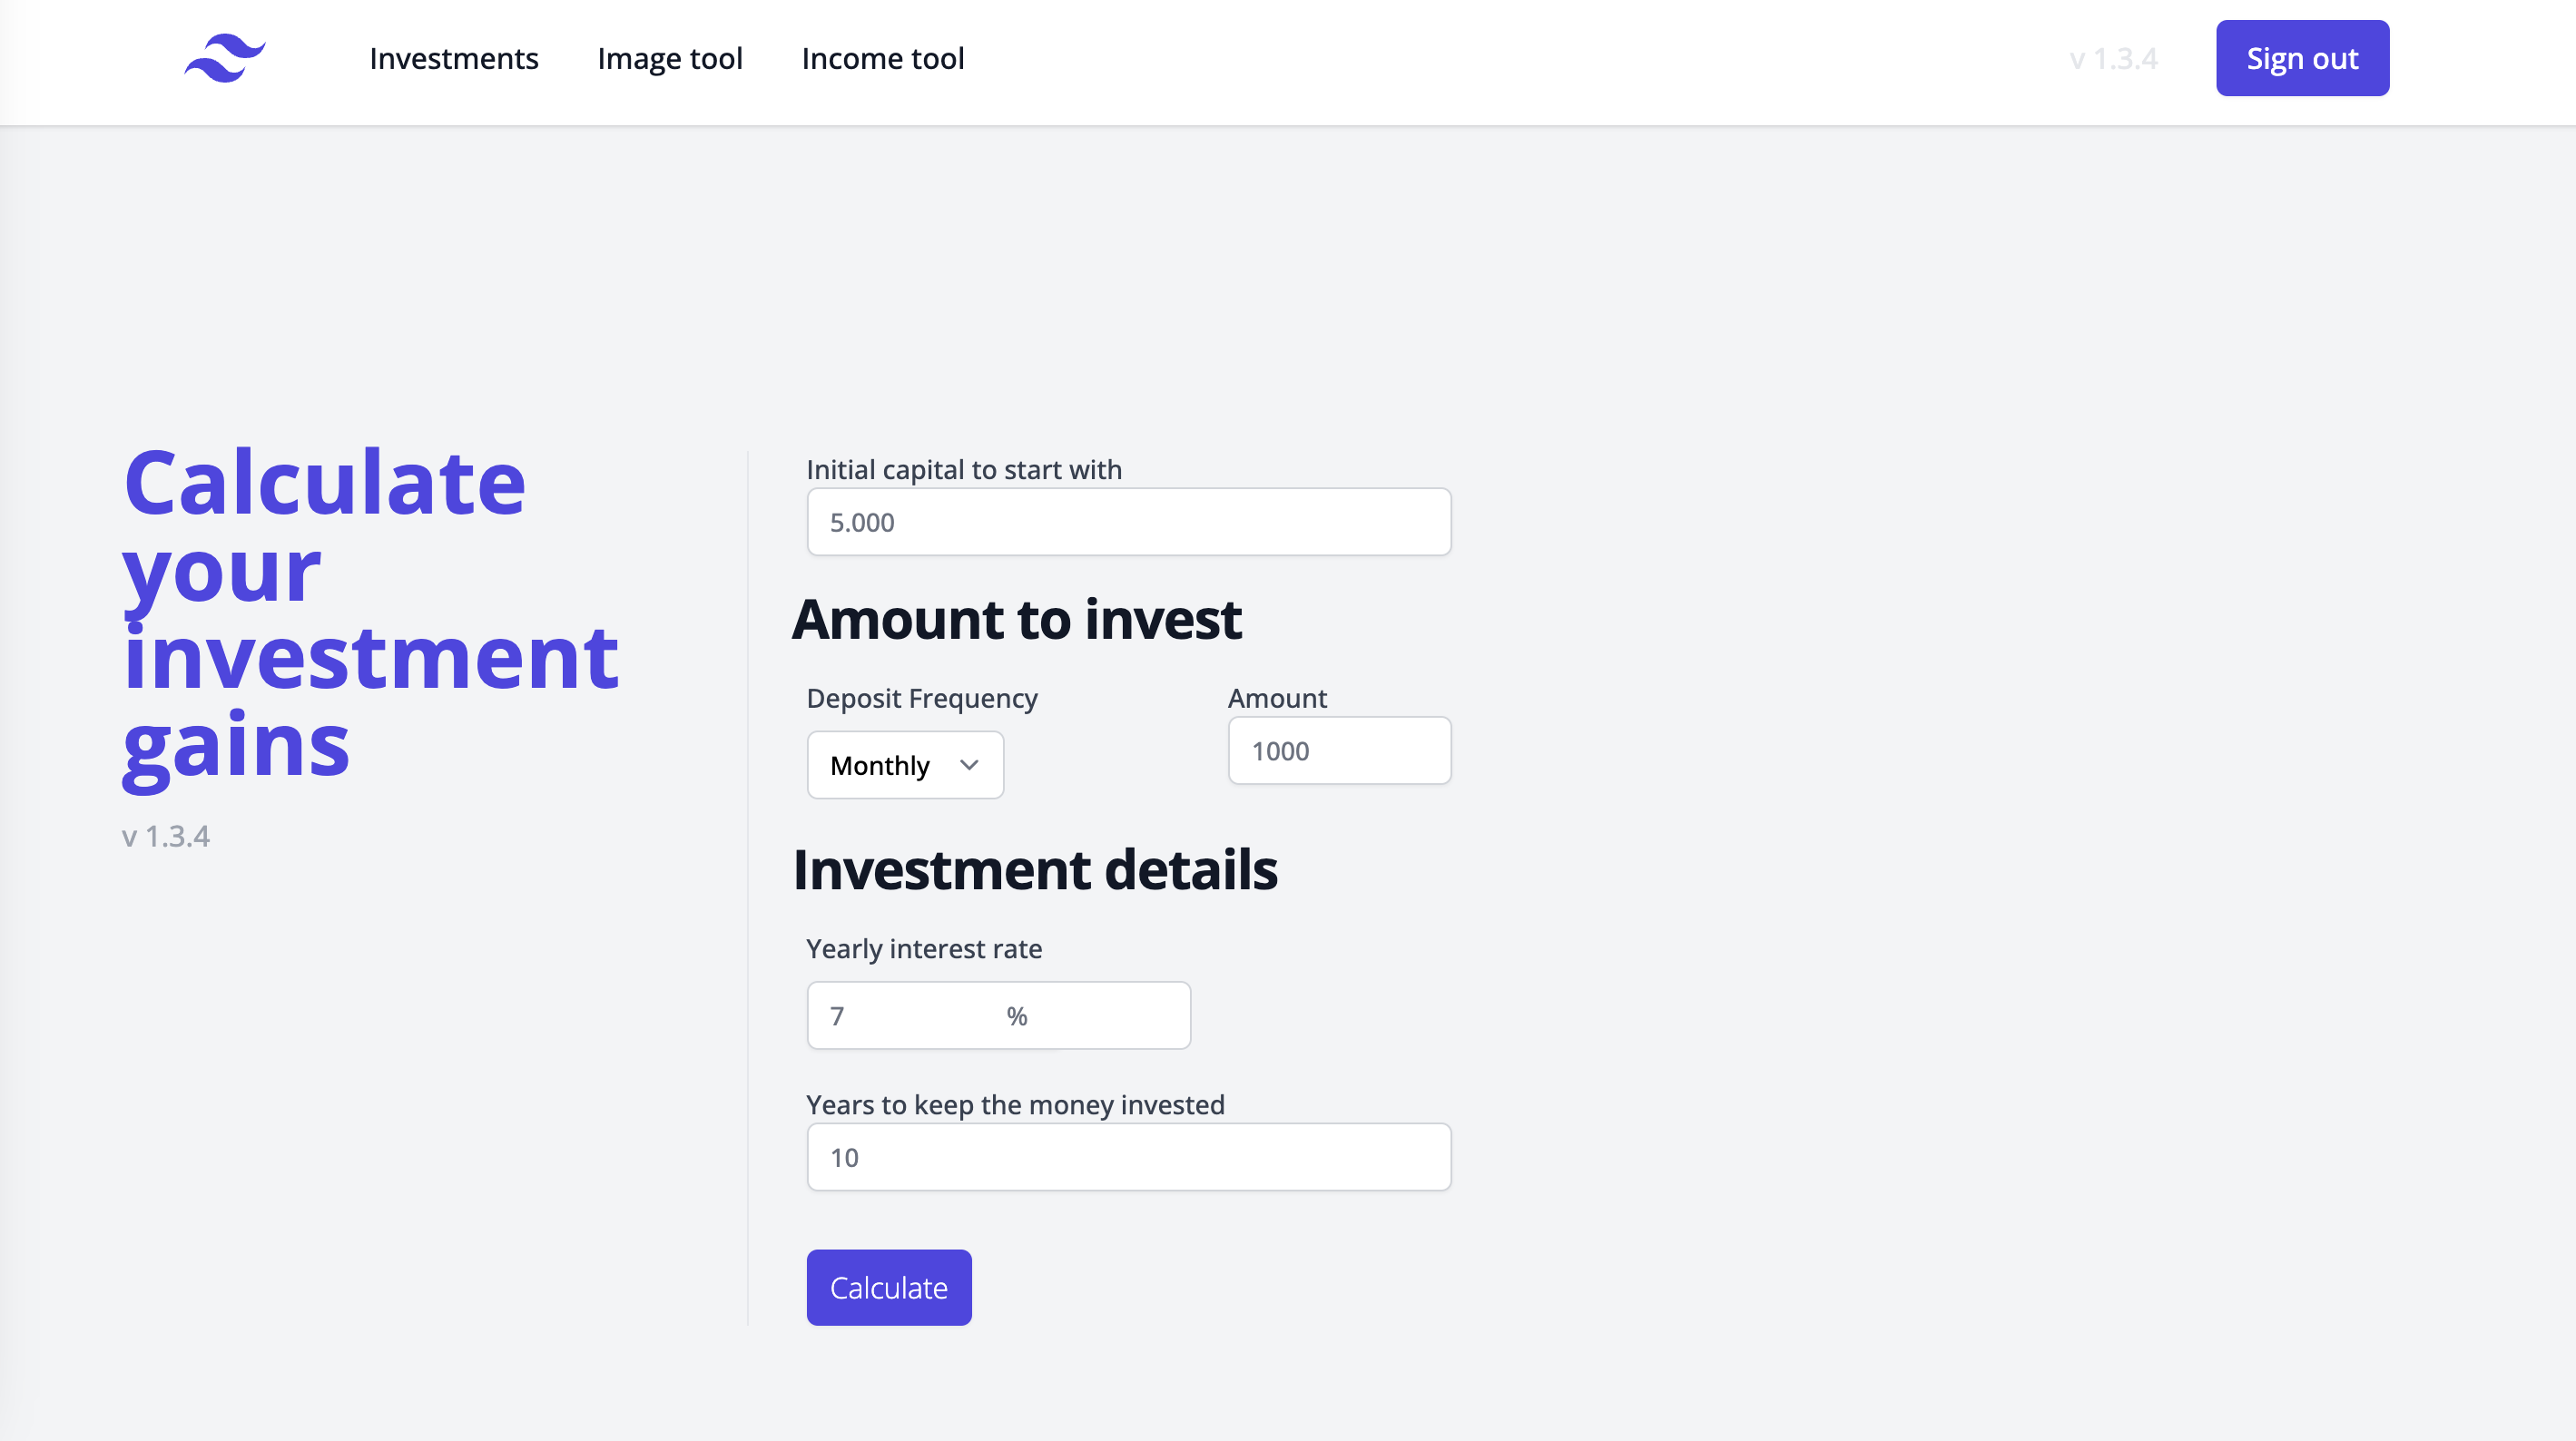 Investments
Image tool
Income tool
v 1.3.4
Sign out
Calculate
your
investment
gains
v 1.3.4
Initial capital to start with
5.000
Amount to invest
Deposit Frequency
Amount
Monthly
1000
Investment details
Yearly interest rate
7 %
Years to keep the money invested
10
Calculate